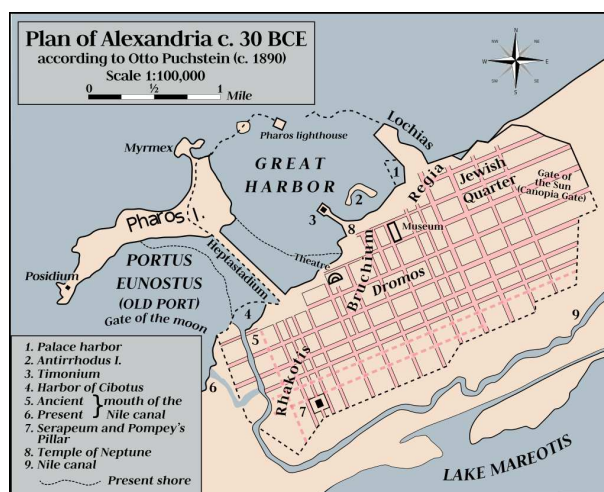 Plan of Alexandria c. 30 BCE
according to Otto Puchstein (c. 1890)
Scale 1:100,000
0 ½ 1
Mile
NW N NE
W E
SW S SE
Pharos lighthouse
Lochias
Myrmex
GREAT
HARBOR
1
2
3
8
Regia
Jewish
Quarter
Gate of
the Sun
(Canopia Gate)
Museum
Pharos I.
Heptastadium
Theatre
Bruchium
Dromos
Posidium
PORTUS
EUNOSTUS
(OLD PORT)
Gate of the moon
4
5
6
Rhakotis
7
9
LAKE MAREOTIS
1. Palace harbor
2. Antirrhodus I.
3. Timonium
4. Harbor of Cibotus
5. Ancient } mouth of the
6. Present } Nile canal
7. Serapeum and Pompey's
Pillar
8. Temple of Neptune
9. Nile canal
Present shore